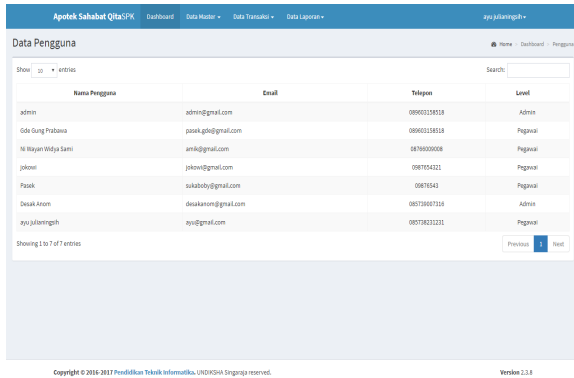 Apotek Sahabat QitaSPK Dashboard Data Master Data Transaksi Data Laporan ayu julianingsih
Data Pengguna Home > Dashboard > Pengguna
Show 10 entries Search:
Nama Pengguna Email Telepon Level
admin admin@gmail.com 089603158518 Admin
Gde Gung Prabawa pasek.gde@gmail.com 089603158518 Pegawai
Ni Wayan Widya Sami amik@gmail.com 08766009008 Pegawai
jokowi jokowi@gmail.com 0987654321 Pegawai
Pasek sukaboby@gmail.com 09876543 Pegawai
Desak Anom desakanom@gmail.com 085739007316 Admin
ayu julianingsih ayu@gmail.com 085738231231 Pegawai
Showing 1 to 7 of 7 entries Previous 1 Next
Copyright © 2016-2017 Pendidikan Teknik Informatika. UNDIKSHA Singaraja reserved. Version 2.3.8